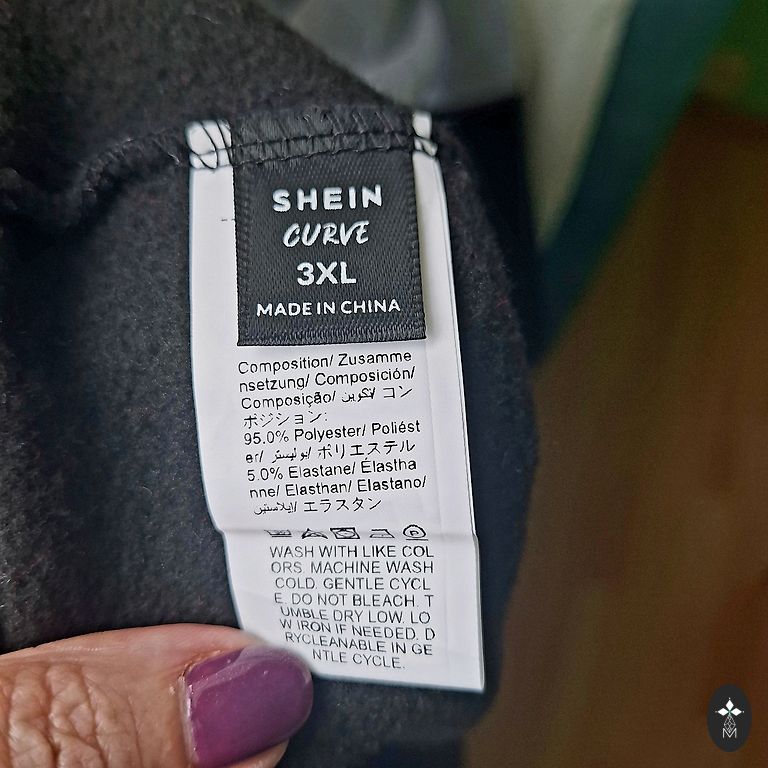 SHEIN
CURVE
3XL
MADE IN CHINA
Composition/ Zusamme
nsetzung/ Composición/
Composição/ تكوين/ コン
ポジション:
95.0% Polyester/ Poliést
er/ بوليستر/ ポリエステル
5.0% Elastane/ Élastha
nne/ Elasthan/ Elastano/
إيلاستين/ エラスタン
WASH WITH LIKE COL
ORS. MACHINE WASH
COLD. GENTLE CYCL
E. DO NOT BLEACH. T
UMBLE DRY LOW. LO
W IRON IF NEEDED. D
RYCLEANABLE IN GE
NTLE CYCLE.
M